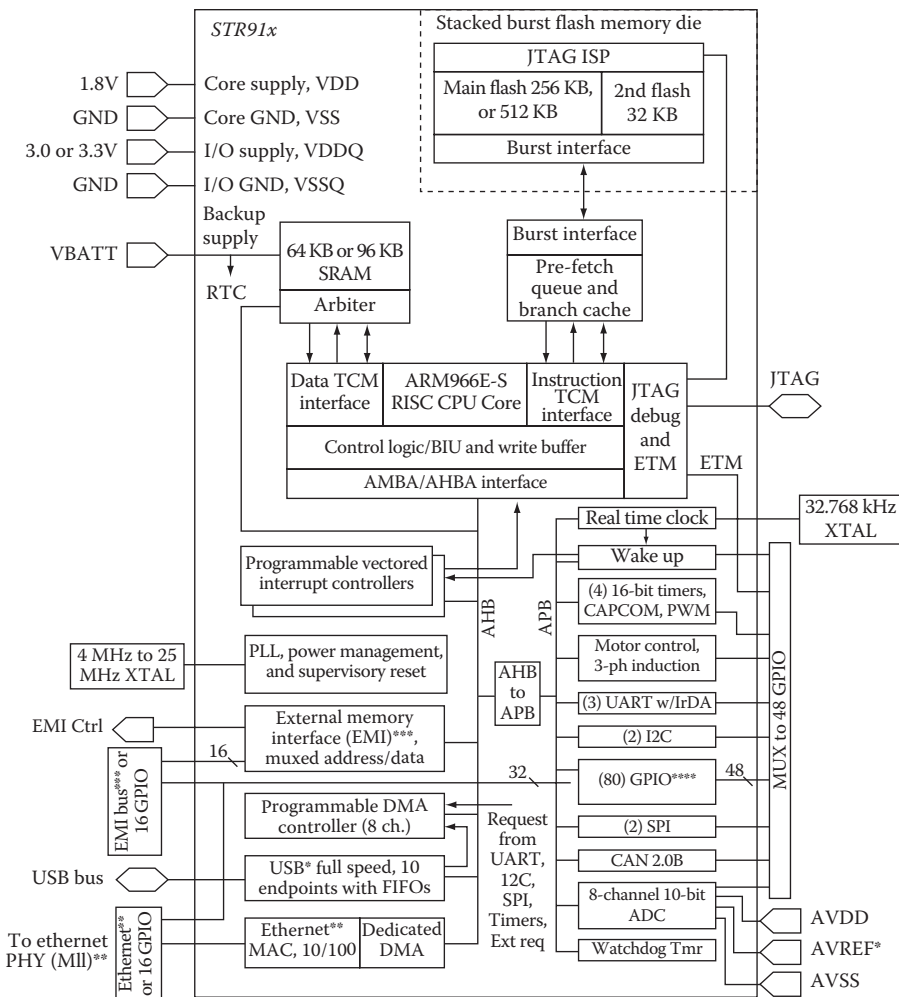 STR91x
Stacked burst flash memory die
JTAG ISP
Main flash 256 KB,
or 512 KB
2nd flash
32 KB
Burst interface
1.8V
Core supply, VDD
GND
Core GND, VSS
3.0 or 3.3V
I/O supply, VDDQ
GND
I/O GND, VSSQ
Backup
supply
VBATT
RTC
64 KB or 96 KB
SRAM
Arbiter
Burst interface
Pre-fetch
queue and
branch cache
Data TCM
interface
ARM966E-S
RISC CPU Core
Instruction
TCM
interface
JTAG
debug
and
ETM
JTAG
Control logic/BIU and write buffer
AMBA/AHBA interface
ETM
Real time clock
32.768 kHz
XTAL
Wake up
Programmable vectored
interrupt controllers
AHB
APB
(4) 16-bit timers,
CAPCOM, PWM
4 MHz to 25
MHz XTAL
PLL, power management,
and supervisory reset
Motor control,
3-ph induction
AHB
to
APB
(3) UART w/IrDA
MUX to 48 GPIO
EMI Ctrl
External memory
interface (EMI)***,
muxed address/data
(2) I2C
EMI bus*** or
16 GPIO
16
32
(80) GPIO****
48
Programmable DMA
controller (8 ch.)
Request
from
UART,
12C,
SPI,
Timers,
Ext req
(2) SPI
USB bus
USB* full speed, 10
endpoints with FIFOs
CAN 2.0B
8-channel 10-bit
ADC
AVDD
To ethernet
PHY (Mll)**
Ethernet**
or 16 GPIO
Ethernet**
MAC, 10/100
Dedicated
DMA
AVREF*
Watchdog Tmr
AVSS